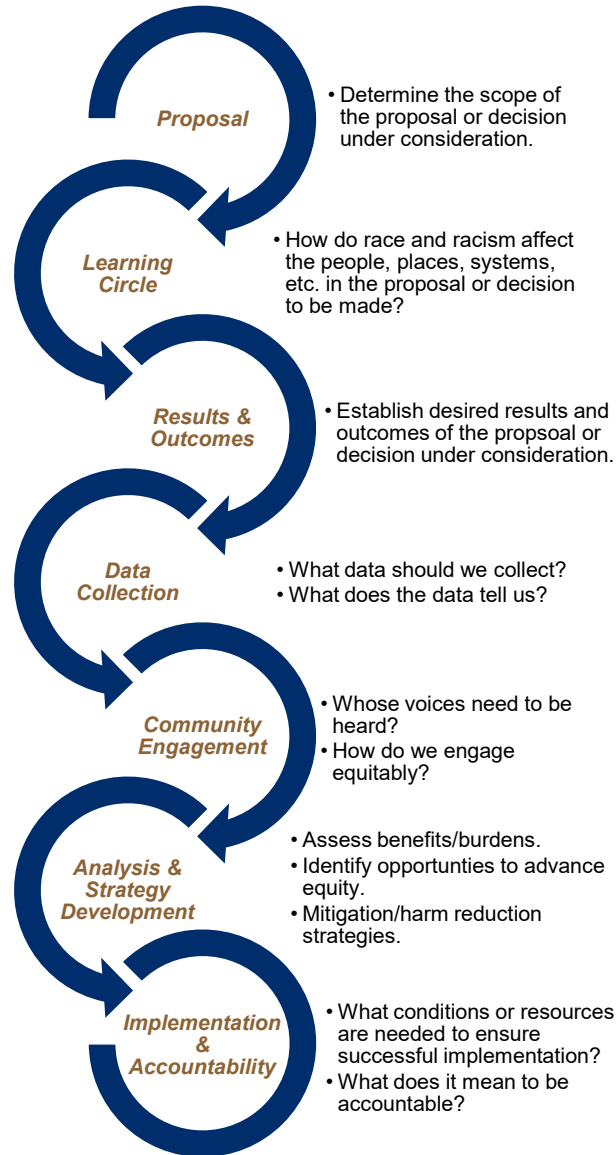 Proposal
• Determine the scope of
the proposal or decision
under consideration.
Learning
Circle
• How do race and racism affect
the people, places, systems,
etc. in the proposal or decision
to be made?
Results &
Outcomes
• Establish desired results and
outcomes of the propsoal or
decision under consideration.
Data
Collection
• What data should we collect?
• What does the data tell us?
Community
Engagement
• Whose voices need to be
heard?
• How do we engage
equitably?
Analysis &
Strategy
Development
• Assess benefits/burdens.
• Identify opportunties to advance
equity.
• Mitigation/harm reduction
strategies.
Implementation
&
Accountability
• What conditions or resources
are needed to ensure
successful implementation?
• What does it mean to be
accountable?